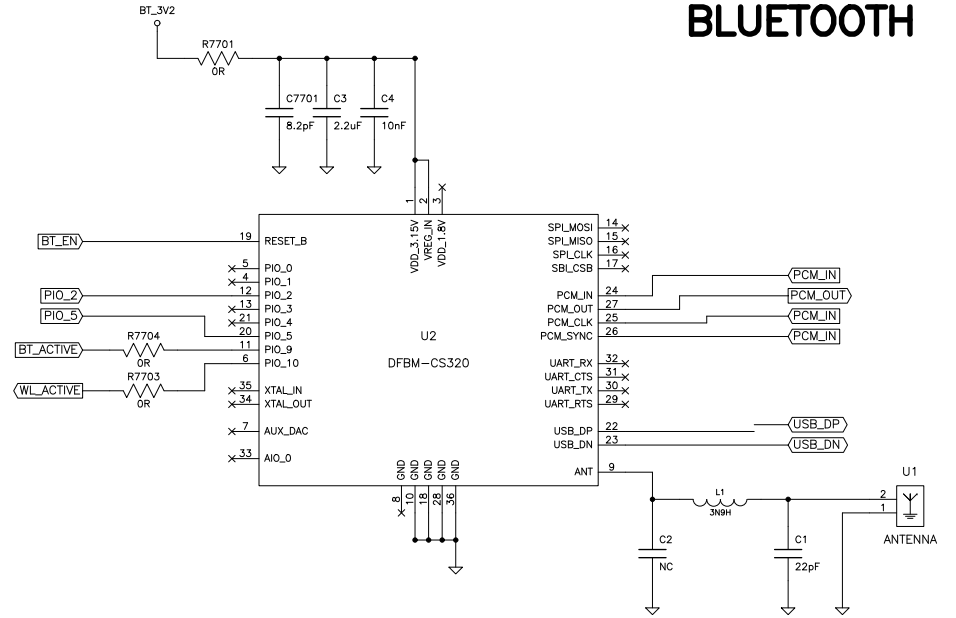 BLUETOOTH
BT_3V2
R7701
0R
C7701 C3 C4
8.2pF 2.2uF 10nF
1 2 3
VDD_3.15V VREG_IN VDD_1.8V
BT_EN 19 RESET_B
5 PIO_0
4 PIO_1
PIO_2 12 PIO_2
13 PIO_3
21 PIO_4
PIO_5 20 PIO_5
BT_ACTIVE R7704 0R 11 PIO_9
WL_ACTIVE R7703 0R 6 PIO_10
35 XTAL_IN
34 XTAL_OUT
7 AUX_DAC
33 AIO_0
U2
DFBM-CS320
SPI_MOSI 14
SPI_MISO 15
SPI_CLK 16
SBI_CSB 17
PCM_IN 24 PCM_IN
PCM_OUT 27 PCM_OUT
PCM_CLK 25 PCM_IN
PCM_SYNC 26 PCM_IN
UART_RX 32
UART_CTS 31
UART_TX 30
UART_RTS 29
USB_DP 22 USB_DP
USB_DN 23 USB_DN
ANT 9
GND GND GND GND GND
8 10 18 28 36
L1
3N9H
C2
NC
C1
22pF
U1
2
1
ANTENNA